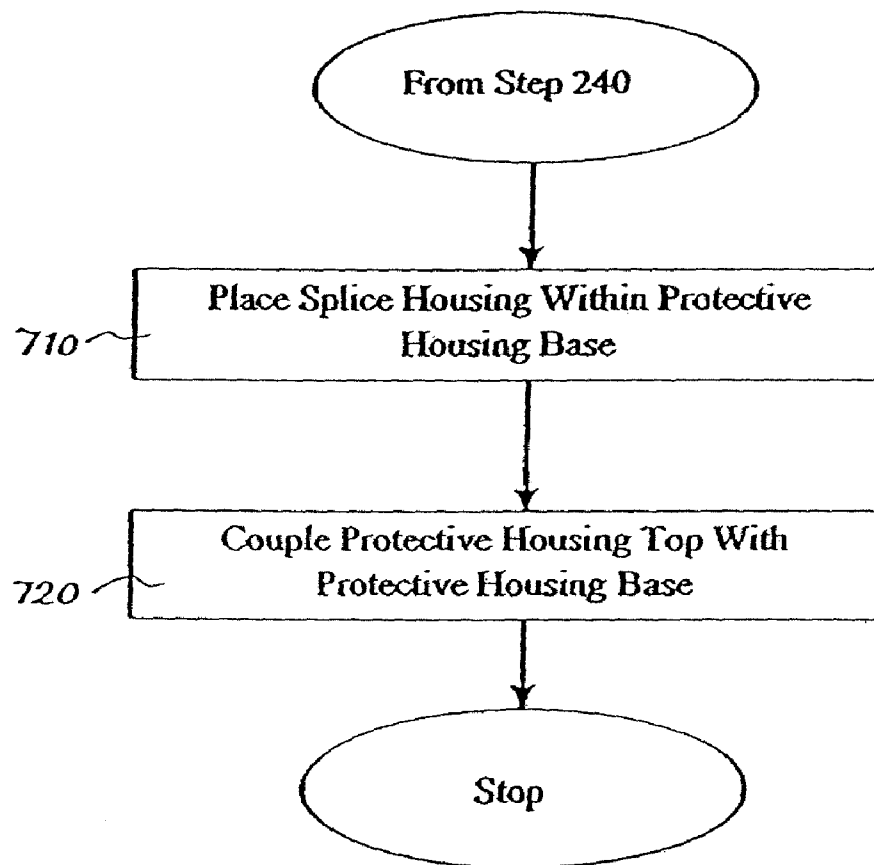 From Step 240
Place Splice Housing Within Protective
Housing Base
710
Couple Protective Housing Top With
Protective Housing Base
720
Stop